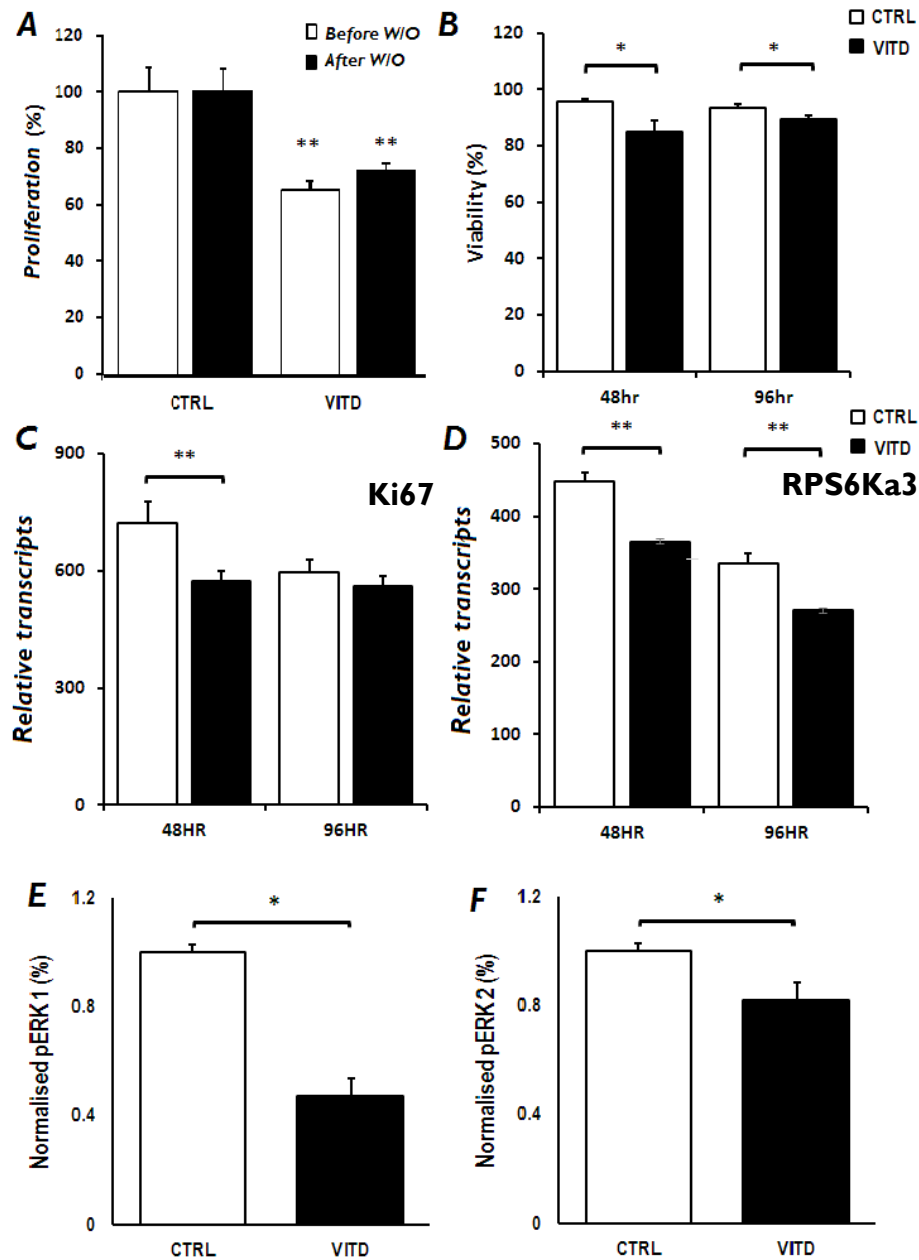 A
Before W/O
After W/O
Proliferation (%)
120
100
80
60
40
20
0
** **
CTRL VITD
B
CTRL
VITD
Viability (%)
120
100
80
60
40
20
0
* *
48hr 96hr
C
Ki67
Relative transcripts
900
600
300
0
**
48HR 96HR
D
CTRL
VITD
RPS6Ka3
Relative transcripts
500
400
300
200
100
0
** **
48HR 96HR
E
Normalised pERK1 (%)
1.2
0.8
0.4
0
*
CTRL VITD
F
Normalised pERK2 (%)
1.2
0.8
0.4
0
*
CTRL VITD